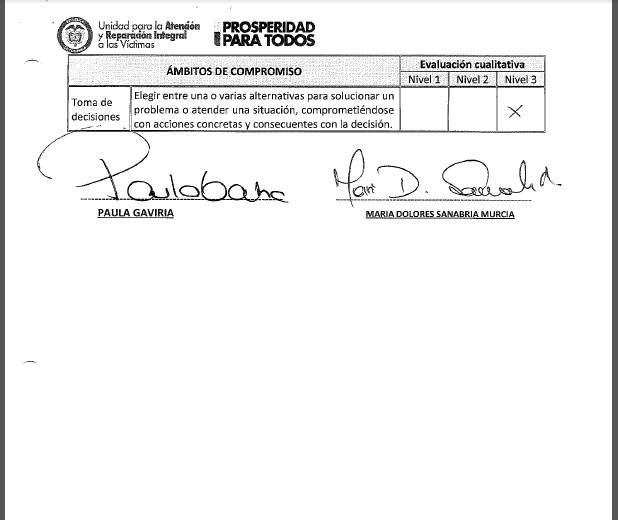 Unidad para la Atención
y Reparación Integral
a las Víctimas
PROSPERIDAD
PARA TODOS
ÁMBITOS DE COMPROMISO
Evaluación cualitativa
Nivel 1 Nivel 2 Nivel 3
Toma de
decisiones
Elegir entre una o varias alternativas para solucionar un
problema o atender una situación, comprometiéndose
con acciones concretas y consecuentes con la decisión.
X
PAULA GAVIRIA
MARIA DOLORES SANABRIA MURCIA